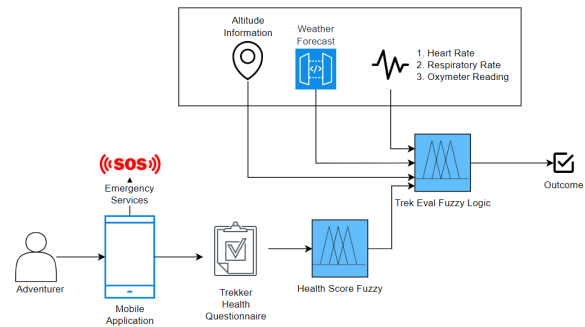 Altitude
Information
Weather
Forecast
</>
1. Heart Rate
2. Respiratory Rate
3. Oxymeter Reading
SOS
Emergency
Services
Trek Eval Fuzzy Logic
Outcome
Adventurer
Mobile
Application
Trekker
Health
Questionnaire
Health Score Fuzzy